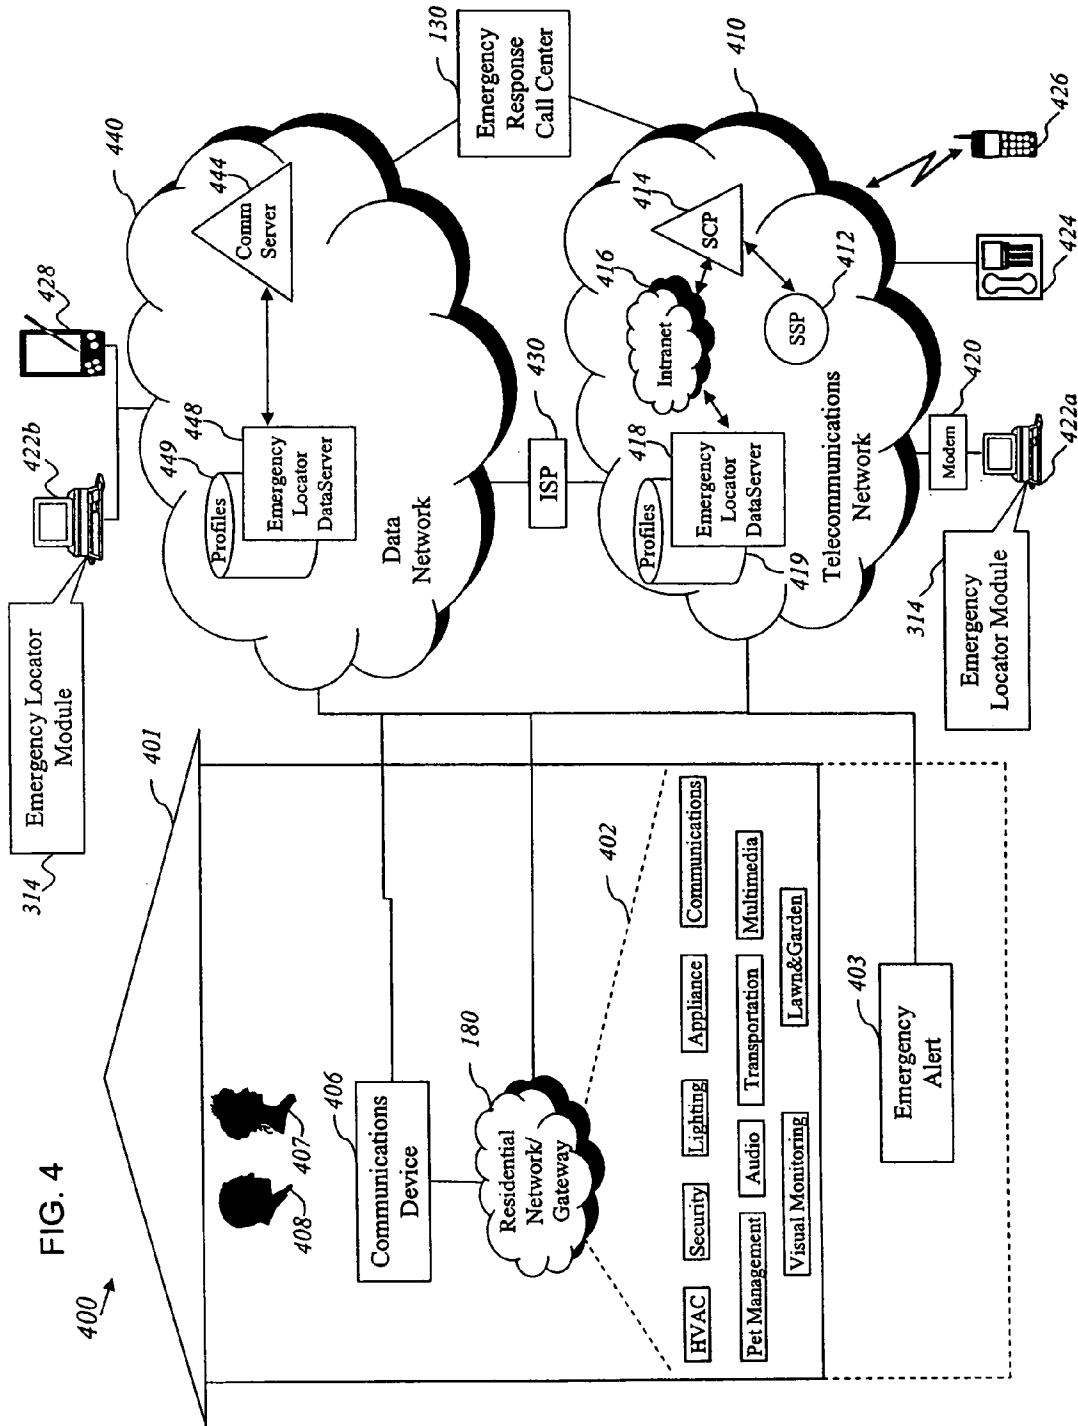 FIG. 4
400
401
408
407
Communications
Device
406
Residential
Network/
Gateway
180
402
HVAC
Security
Lighting
Appliance
Communications
Pet Management
Audio
Transportation
Multimedia
Visual Monitoring
Lawn&Garden
Emergency
Alert
403
314
Emergency Locator
Module
422b
428
440
Data
Network
Profiles
449
Emergency
Locator
DataServer
448
Comm
Server
444
ISP
430
Emergency
Response
Call Center
130
410
Telecommunications
Network
Profiles
419
Emergency
Locator
DataServer
418
Intranet
416
SCP
414
SSP
412
Modem
420
422a
424
426
314
Emergency
Locator Module